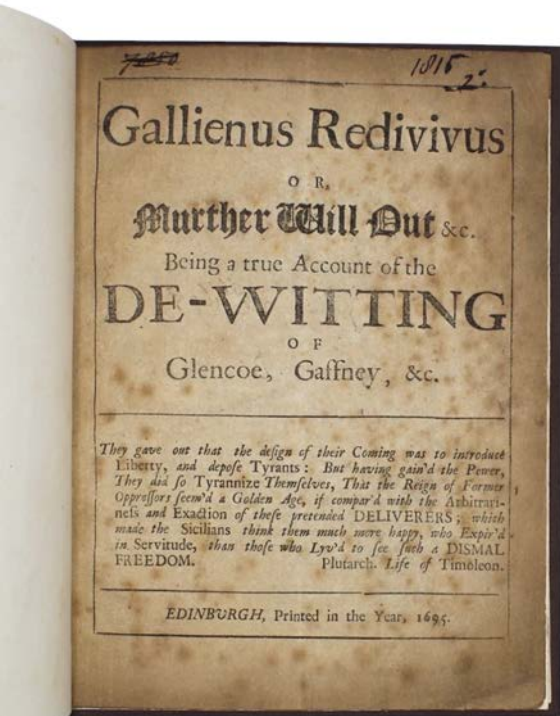 7880
1815
2.
Gallienus Redivivus
OR,
Murther Will Out &c.
Being a true Account of the
DE-WITTING
OF
Glencoe, Gaffney, &c.
They gave out that the deſign of their Coming was to introduce
Liberty, and depoſe Tyrants: But having gain'd the Power,
They did ſo Tyrannize Themſelves, That the Reign of Former
Oppreſſors ſeem'd a Golden Age, if compar'd with the Arbitrari-
neſs and Exaction of theſe pretended DELIVERERS; which
made the Sicilians think them much more happy, who Expir'd
in Servitude, than thoſe who Lyv'd to ſee ſuch a DISMAL
FREEDOM. Plutarch. Life of Timoleon.
EDINBURGH, Printed in the Year, 1695.